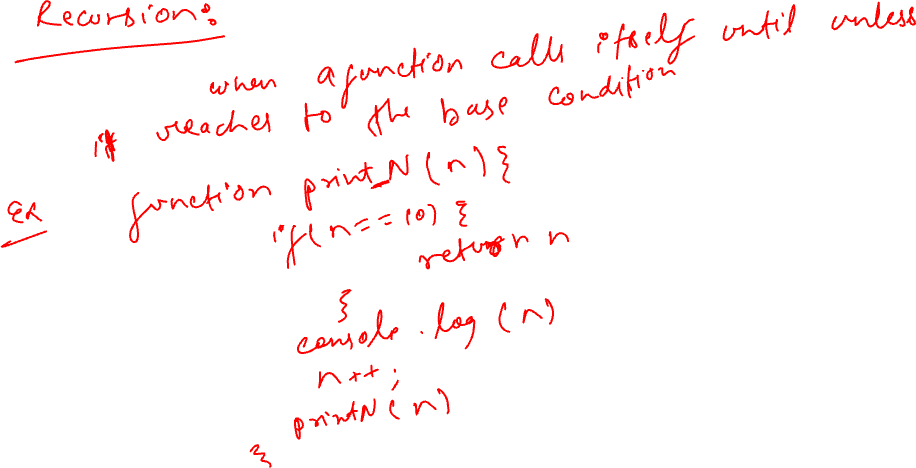 Recursion:
when a function calls itself until unless
it reaches to the base condition
Ex function print_N(n){
if(n==10) {
return n
}
console.log(n)
n++;
printN(n)
}